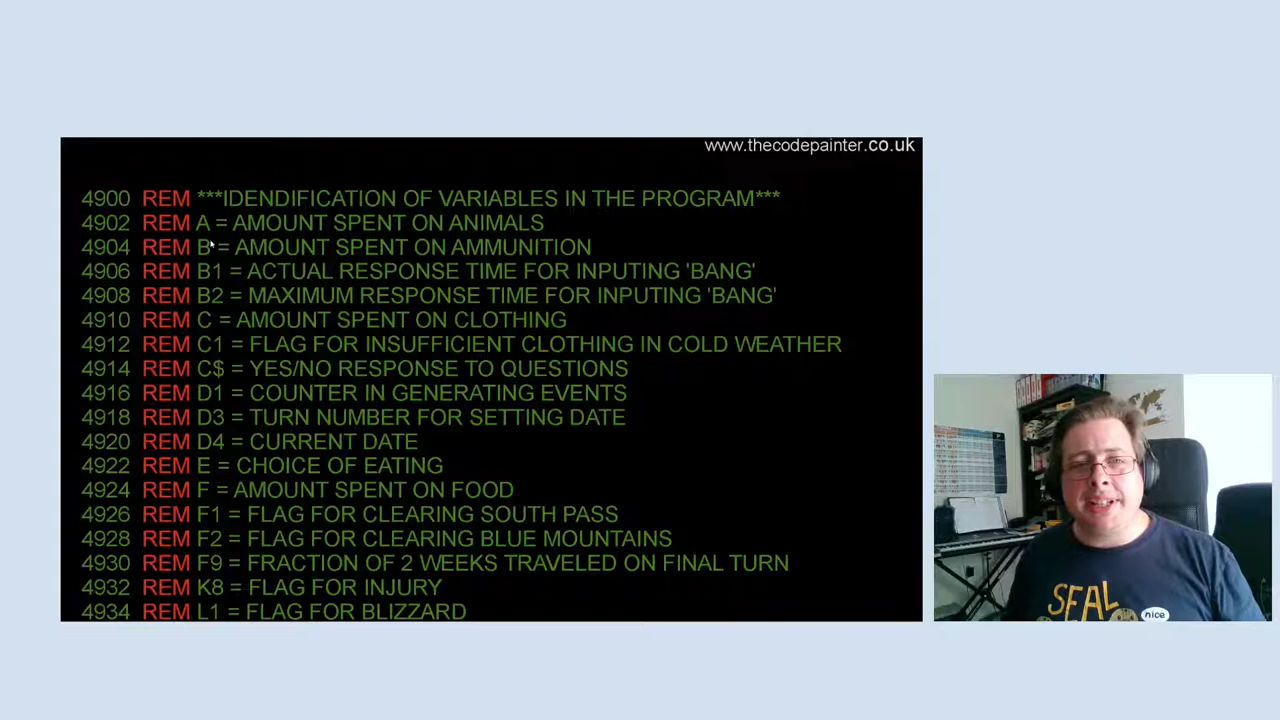 www.thecodepainter.co.uk
4900 REM ***IDENDIFICATION OF VARIABLES IN THE PROGRAM***
4902 REM A = AMOUNT SPENT ON ANIMALS
4904 REM B = AMOUNT SPENT ON AMMUNITION
4906 REM B1 = ACTUAL RESPONSE TIME FOR INPUTING 'BANG'
4908 REM B2 = MAXIMUM RESPONSE TIME FOR INPUTING 'BANG'
4910 REM C = AMOUNT SPENT ON CLOTHING
4912 REM C1 = FLAG FOR INSUFFICIENT CLOTHING IN COLD WEATHER
4914 REM C$ = YES/NO RESPONSE TO QUESTIONS
4916 REM D1 = COUNTER IN GENERATING EVENTS
4918 REM D3 = TURN NUMBER FOR SETTING DATE
4920 REM D4 = CURRENT DATE
4922 REM E = CHOICE OF EATING
4924 REM F = AMOUNT SPENT ON FOOD
4926 REM F1 = FLAG FOR CLEARING SOUTH PASS
4928 REM F2 = FLAG FOR CLEARING BLUE MOUNTAINS
4930 REM F9 = FRACTION OF 2 WEEKS TRAVELED ON FINAL TURN
4932 REM K8 = FLAG FOR INJURY
4934 REM L1 = FLAG FOR BLIZZARD
SEAL
nice